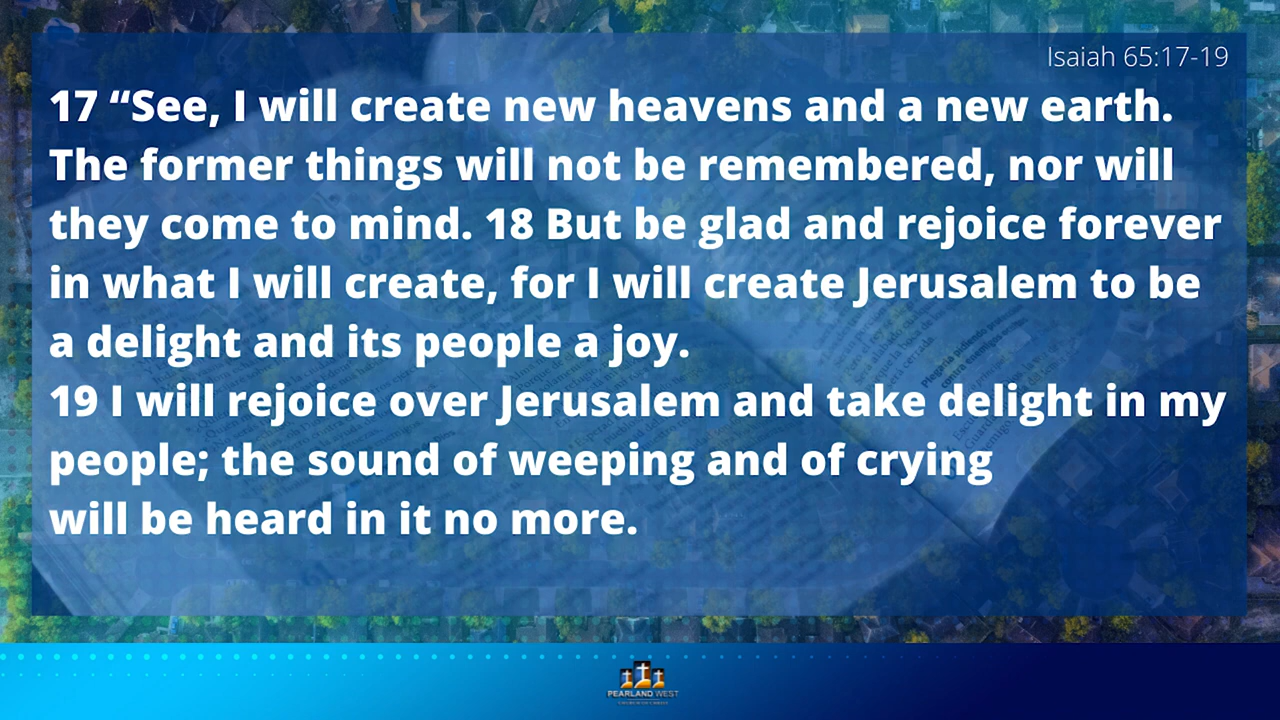 Isaiah 65:17-19
17 “See, I will create new heavens and a new earth.
The former things will not be remembered, nor will
they come to mind. 18 But be glad and rejoice forever
in what I will create, for I will create Jerusalem to be
a delight and its people a joy.
19 I will rejoice over Jerusalem and take delight in my
people; the sound of weeping and of crying
will be heard in it no more.
PEARLAND WEST